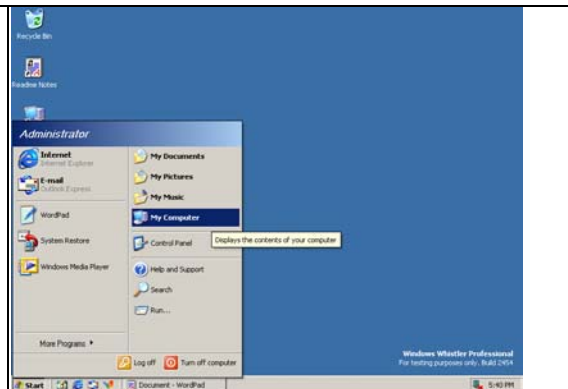 Recycle Bin
Readme Notes
Administrator
Internet
Internet Explorer
E-mail
Outlook Express
WordPad
System Restore
Windows Media Player
More Programs
My Documents
My Pictures
My Music
My Computer
Displays the contents of your computer
Control Panel
Help and Support
Search
Run...
Log off
Turn off computer
Windows Whistler Professional
For testing purposes only. Build 2454
Start
Document - WordPad
5:40 PM